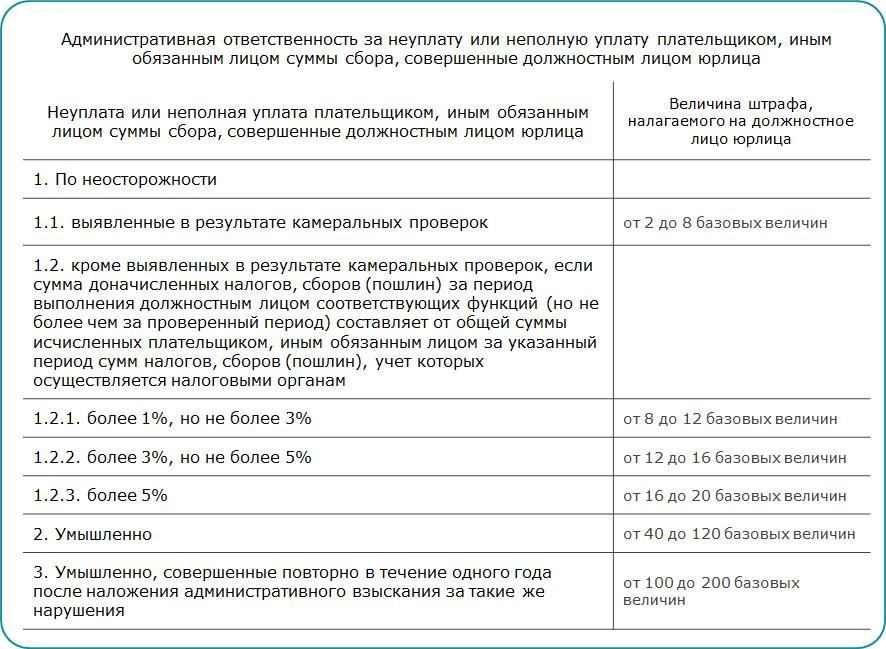 Административная ответственность за неуплату или неполную уплату плательщиком, иным
обязанным лицом суммы сбора, совершенные должностным лицом юрлица
Неуплата или неполная уплата плательщиком, иным обязанным
лицом суммы сбора, совершенные должностным лицом юрлица
Величина штрафа,
налагаемого на должностное
лицо юрлица
1. По неосторожности
1.1. выявленные в результате камеральных проверок
от 2 до 8 базовых величин
1.2. кроме выявленных в результате камеральных проверок, если
сумма доначисленных налогов, сборов (пошлин) за период
выполнения должностным лицом соответствующих функций (но не
более чем за проверенный период) составляет от общей суммы
исчисленных плательщиком, иным обязанным лицом за указанный
период сумм налогов, сборов (пошлин), учет которых
осуществляется налоговыми органам
1.2.1. более 1%, но не более 3%
от 8 до 12 базовых величин
1.2.2. более 3%, но не более 5%
от 12 до 16 базовых величин
1.2.3. более 5%
от 16 до 20 базовых величин
2. Умышленно
от 40 до 120 базовых величин
3. Умышленно, совершенные повторно в течение одного года
после наложения административного взыскания за такие же
нарушения
от 100 до 200 базовых
величин